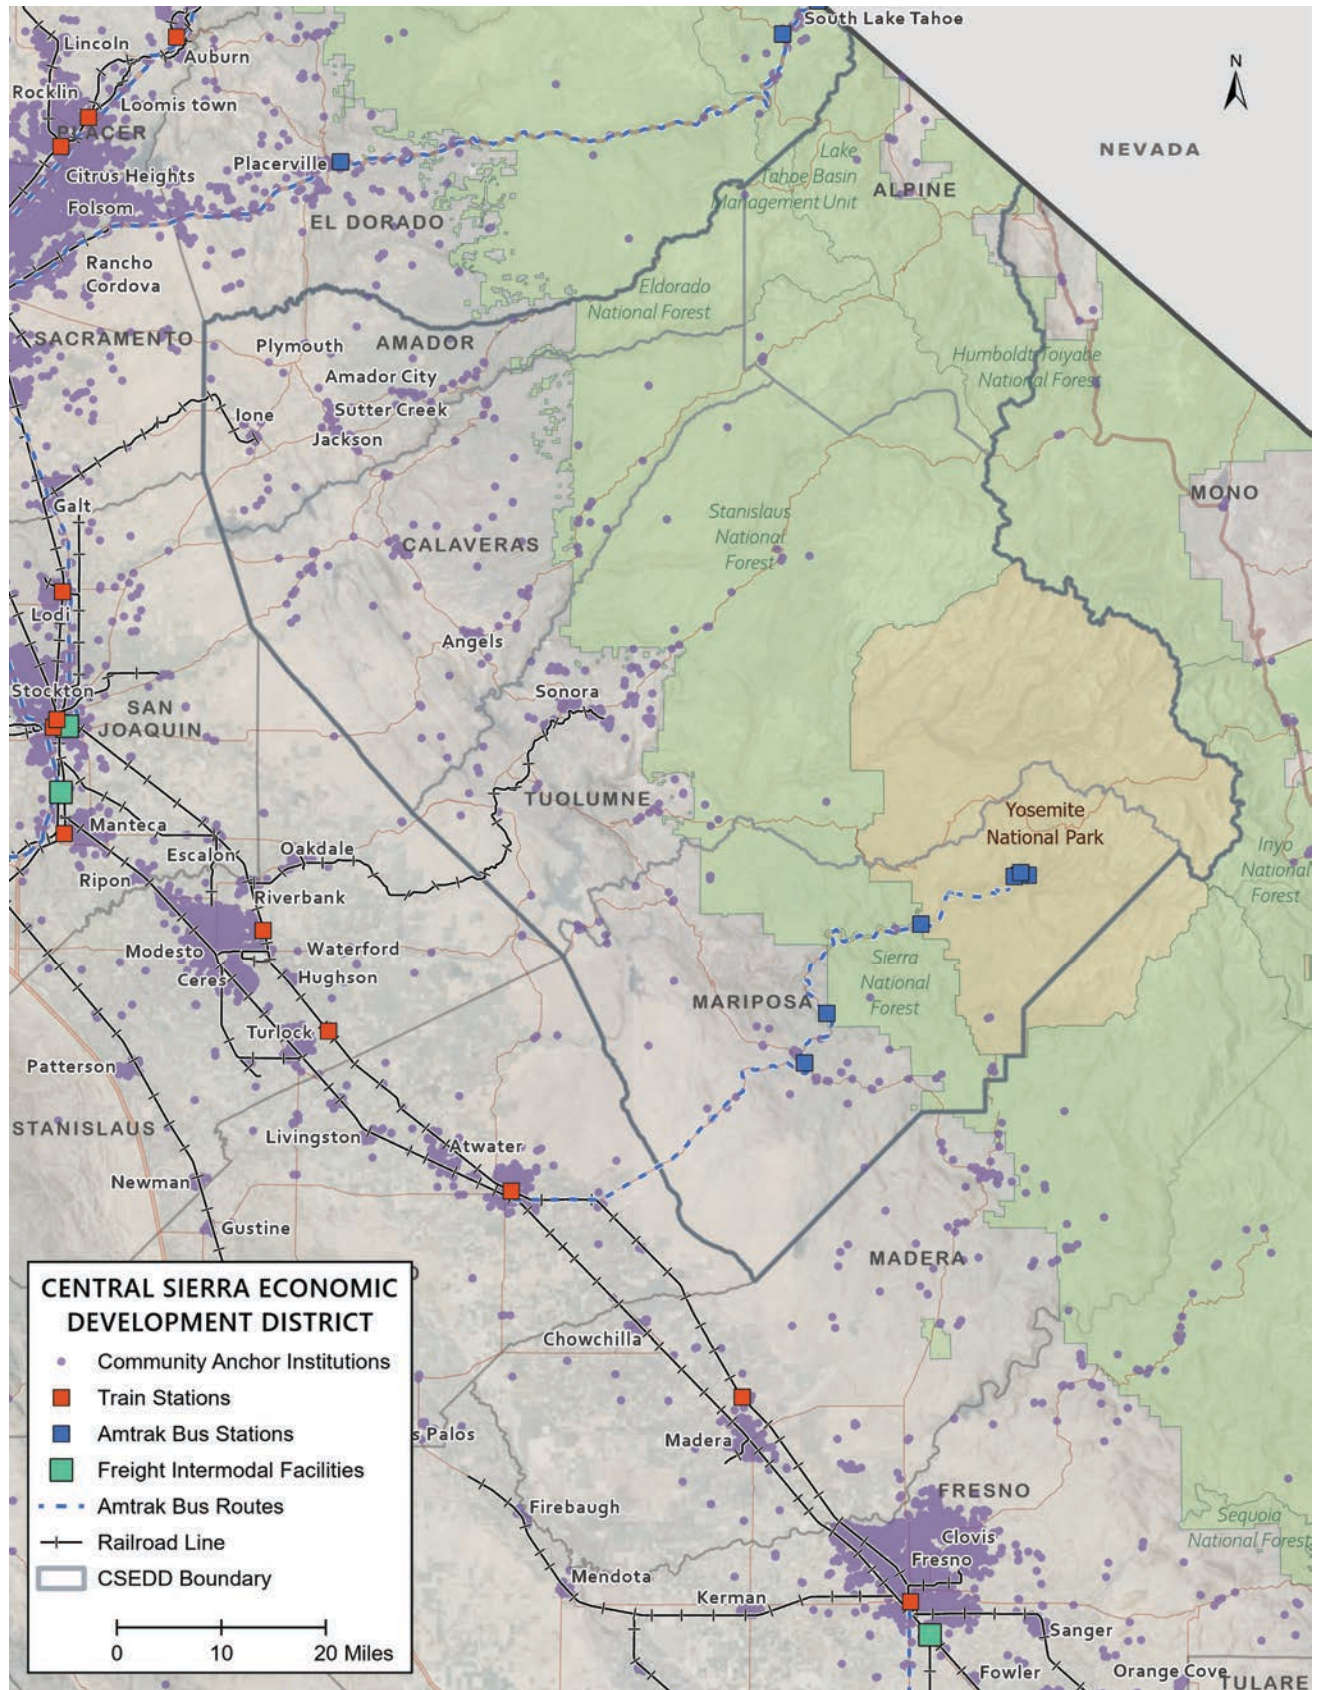 South Lake Tahoe
Lincoln
Auburn
N
Rocklin
Loomis town
PLACER
NEVADA
Lake
Tahoe Basin
Management Unit
Placerville
Citrus Heights
ALPINE
Folsom
EL DORADO
Rancho
Cordova
Eldorado
National Forest
SACRAMENTO
Plymouth
AMADOR
Humboldt-Toiyabe
National Forest
Amador City
Sutter Creek
Ione
Jackson
MONO
Galt
Stanislaus
National
Forest
CALAVERAS
Lodi
Angels
Stockton
Sonora
SAN
JOAQUIN
TUOLUMNE
Yosemite
National Park
Manteca
Escalon
Oakdale
Inyo
National
Forest
Ripon
Riverbank
Modesto
Waterford
Ceres
Hughson
Sierra
National
Forest
MARIPOSA
Turlock
Patterson
STANISLAUS
Livingston
Atwater
Newman
Gustine
MADERA
O
CENTRAL SIERRA ECONOMIC
DEVELOPMENT DISTRICT
Community Anchor Institutions
Train Stations
Amtrak Bus Stations
Freight Intermodal Facilities
Amtrak Bus Routes
Railroad Line
CSEDD Boundary
0 10 20 Miles
Chowchilla
s Palos
Madera
FRESNO
Firebaugh
Clovis
Fresno
Sequoia
National Forest
Mendota
Kerman
Sanger
Fowler
Orange Cove
TULARE